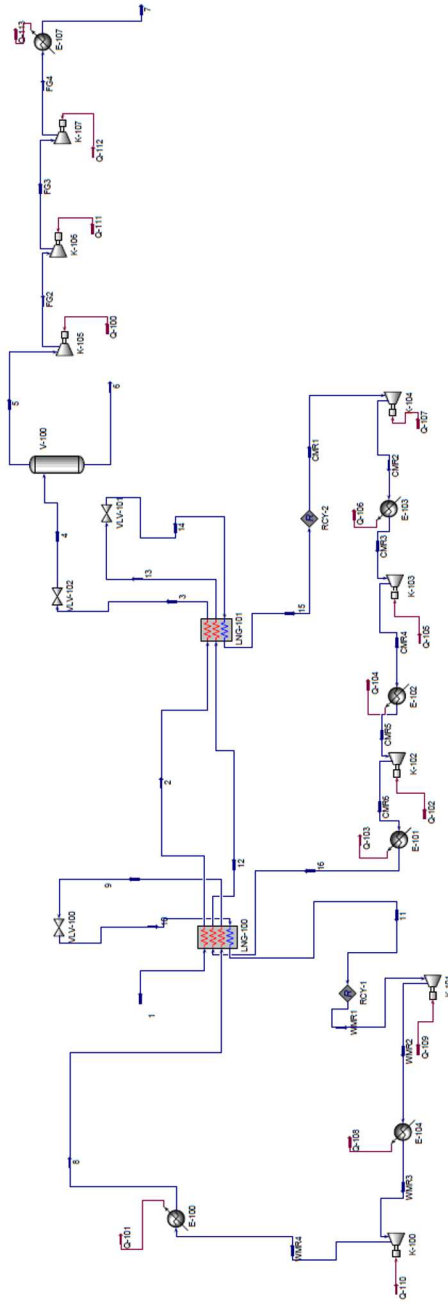 8
Q-101
E-100
WMR4
K-100
Q-110
WMR3
Q-108
E-104
WMR2
Q-109
WMR1
RCY-1
11
1
VLV-100
10
9
LNG-100
2
12
16
Q-103
E-101
CMR6
K-102
Q-102
CMR5
Q-104
E-102
CMR4
K-103
Q-105
CMR3
Q-106
E-103
CMR2
K-104
Q-107
CMR1
RCY-2
15
LNG-101
3
13
14
VLV-101
VLV-102
4
V-100
5
6
K-105
Q-100
FG2
K-106
Q-111
FG3
K-107
Q-112
FG4
Q-113
E-107
7